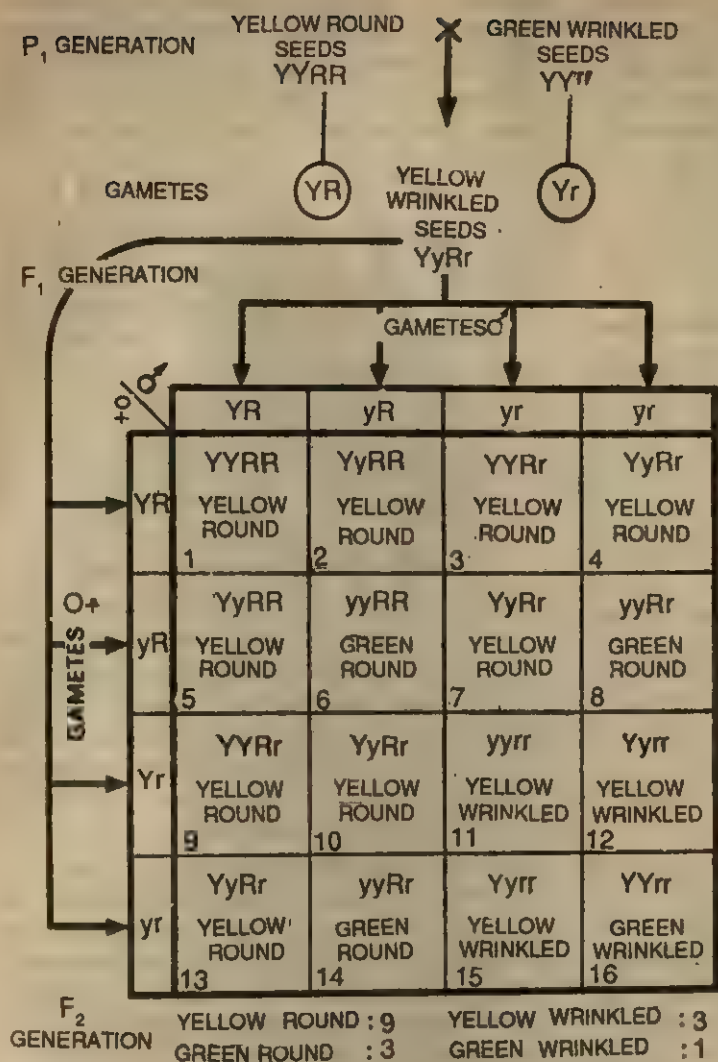 P₁ GENERATION
YELLOW ROUND
SEEDS
YYRR
GREEN WRINKLED
SEEDS
YYrr
GAMETES
YR
Yr
YELLOW
WRINKLED
SEEDS
YyRr
F₁ GENERATION
GAMETESO
♀ ♂
YR yR yr yr
GAMETES
YR
YYRR YyRR YYRr YyRr
YELLOW YELLOW YELLOW YELLOW
ROUND ROUND ROUND ROUND
1 2 3 4
yR
YyRR yyRR YyRr yyRr
YELLOW GREEN YELLOW GREEN
ROUND ROUND ROUND ROUND
5 6 7 8
Yr
YYRr YyRr yyrr Yyrr
YELLOW YELLOW YELLOW YELLOW
ROUND ROUND WRINKLED WRINKLED
9 10 11 12
yr
YyRr yyRr Yyrr YYrr
YELLOW GREEN YELLOW GREEN
ROUND ROUND WRINKLED WRINKLED
13 14 15 16
F₂
GENERATION
YELLOW ROUND : 9 YELLOW WRINKLED : 3
GREEN ROUND : 3 GREEN WRINKLED : 1